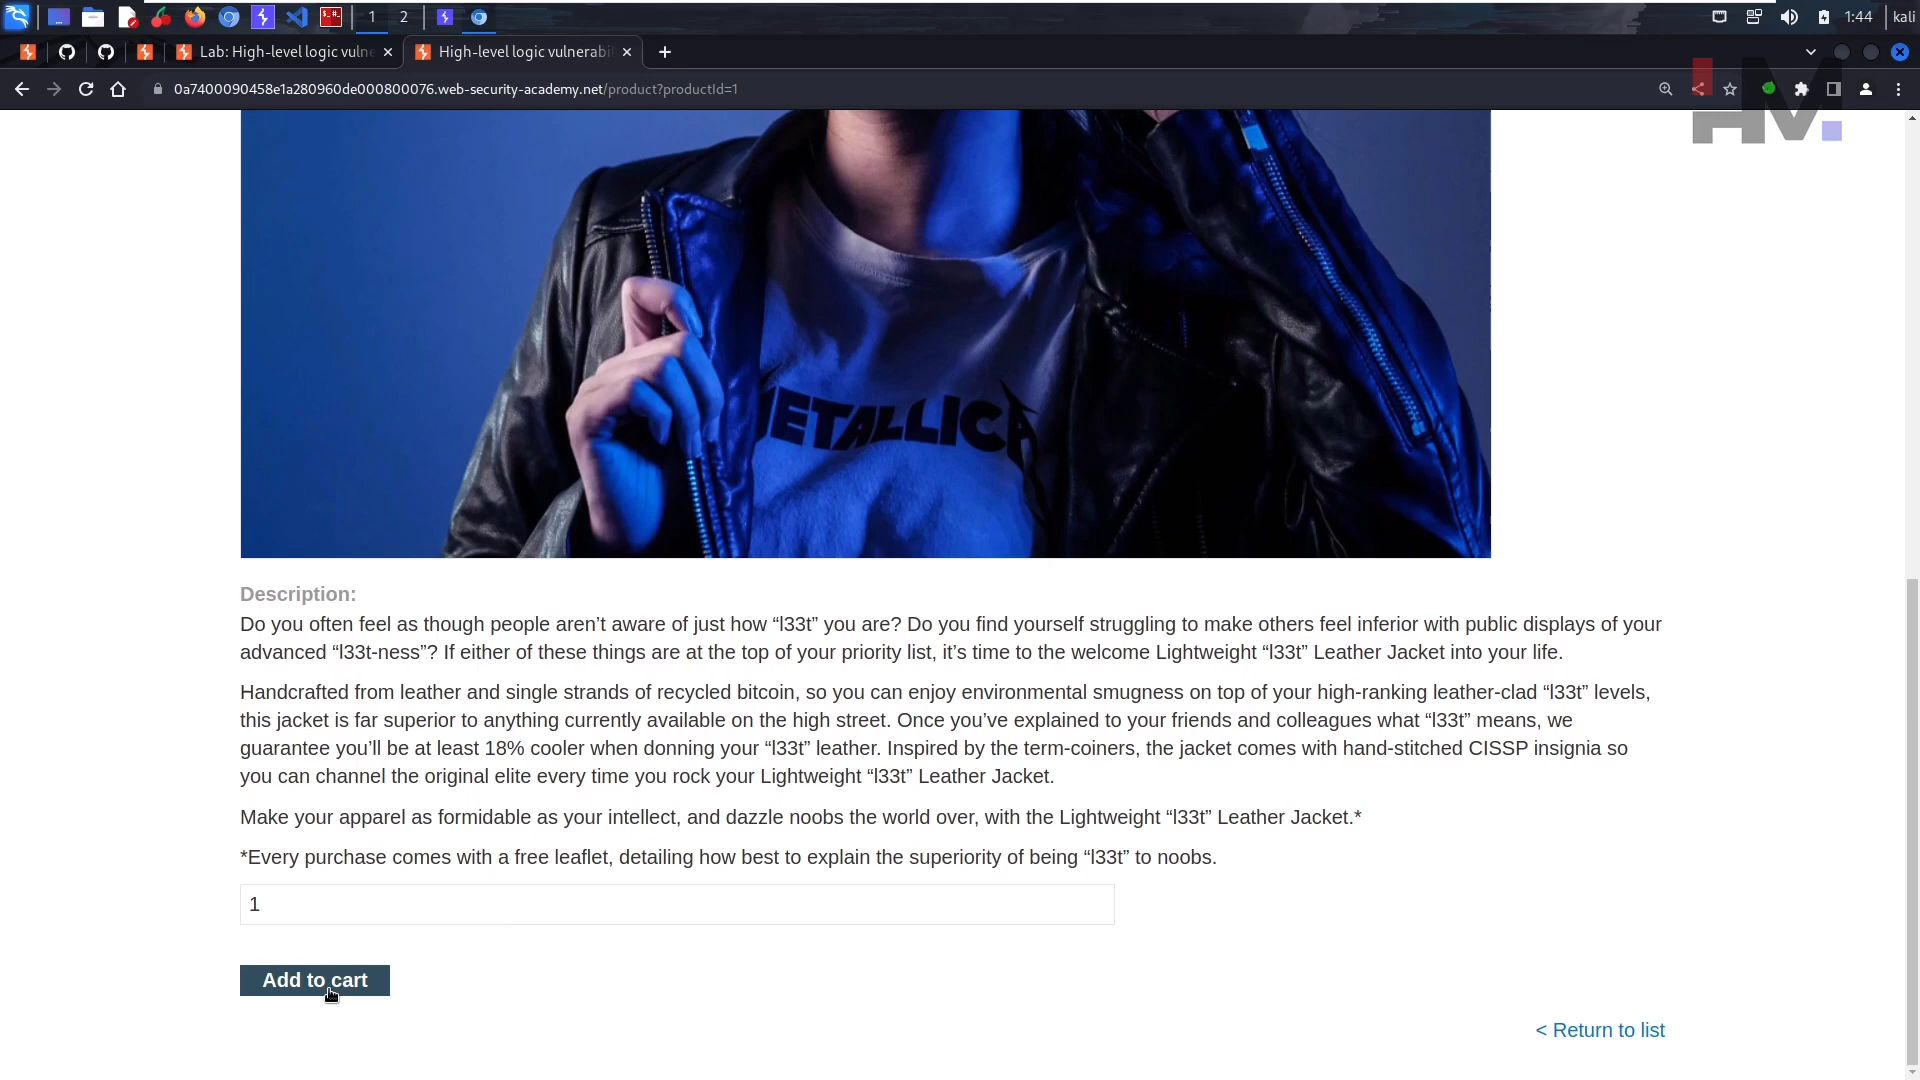 1
2
1:44
kali
Lab: High-level logic vulne
High-level logic vulnerabi
0a7400090458e1a280960de000800076.web-security-academy.net/product?productId=1
HM.
METALLICA
Description:
Do you often feel as though people aren’t aware of just how “l33t” you are? Do you find yourself struggling to make others feel inferior with public displays of your
advanced “l33t-ness”? If either of these things are at the top of your priority list, it’s time to the welcome Lightweight “l33t” Leather Jacket into your life.
Handcrafted from leather and single strands of recycled bitcoin, so you can enjoy environmental smugness on top of your high-ranking leather-clad “l33t” levels,
this jacket is far superior to anything currently available on the high street. Once you’ve explained to your friends and colleagues what “l33t” means, we
guarantee you’ll be at least 18% cooler when donning your “l33t” leather. Inspired by the term-coiners, the jacket comes with hand-stitched CISSP insignia so
you can channel the original elite every time you rock your Lightweight “l33t” Leather Jacket.
Make your apparel as formidable as your intellect, and dazzle noobs the world over, with the Lightweight “l33t” Leather Jacket.*
*Every purchase comes with a free leaflet, detailing how best to explain the superiority of being “l33t” to noobs.
1
Add to cart
< Return to list